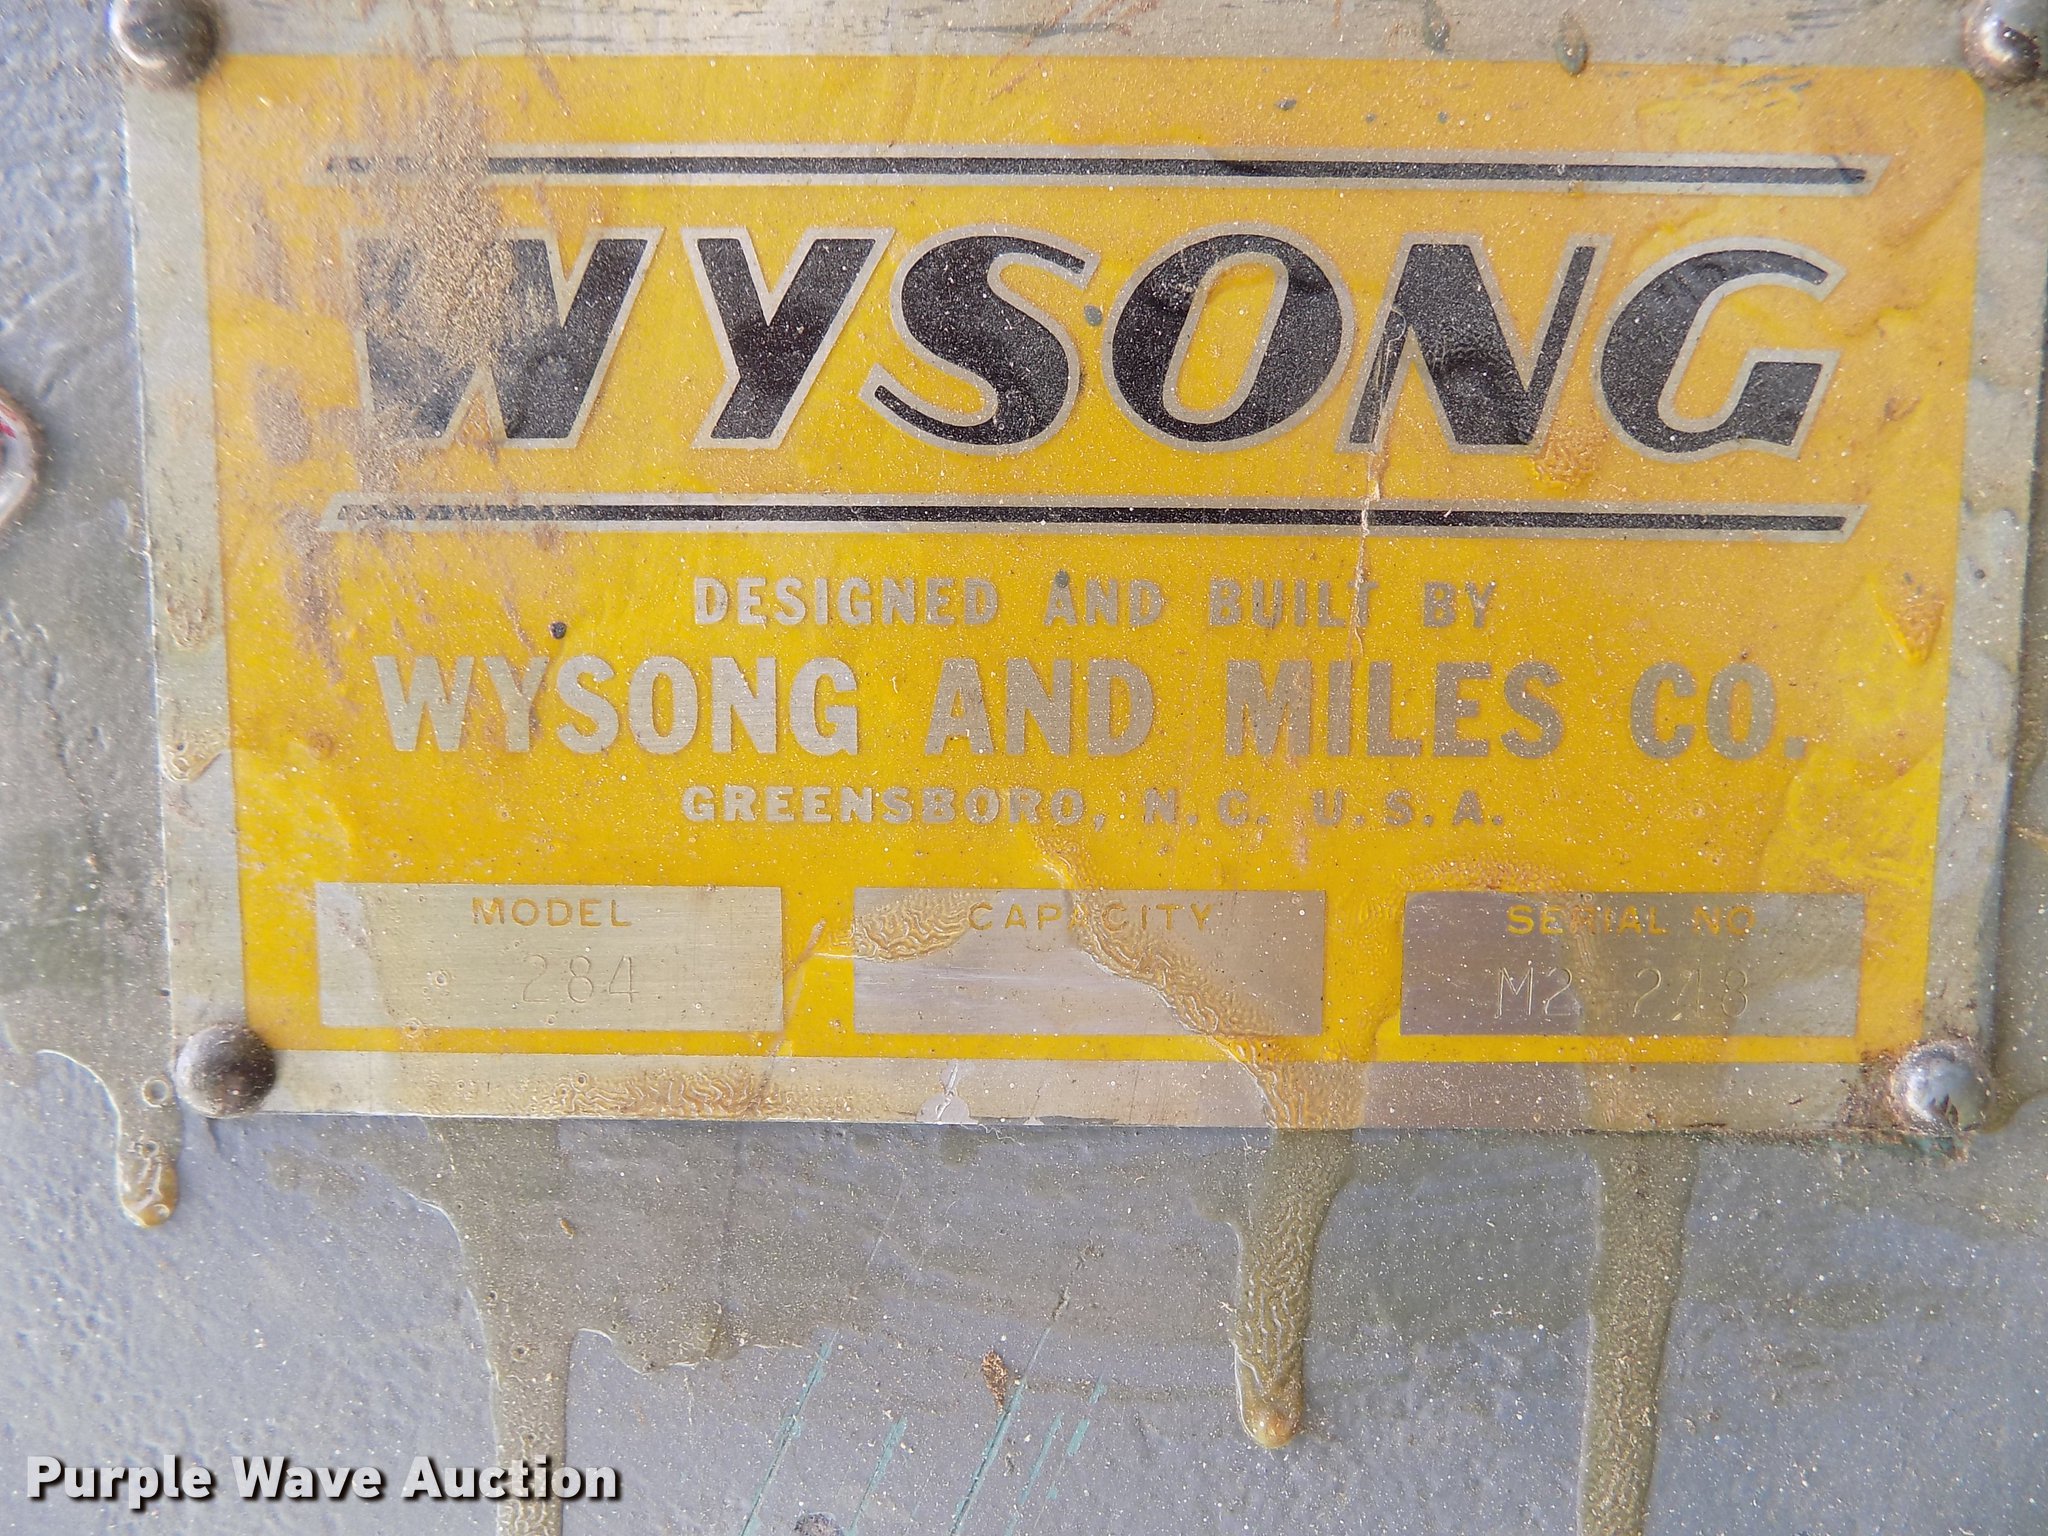 WYSONG
DESIGNED AND BUILT BY
WYSONG AND MILES CO.
GREENSBORO, N.C. U.S.A.
MODEL CAPACITY SERIAL NO
284
Purple Wave Auction